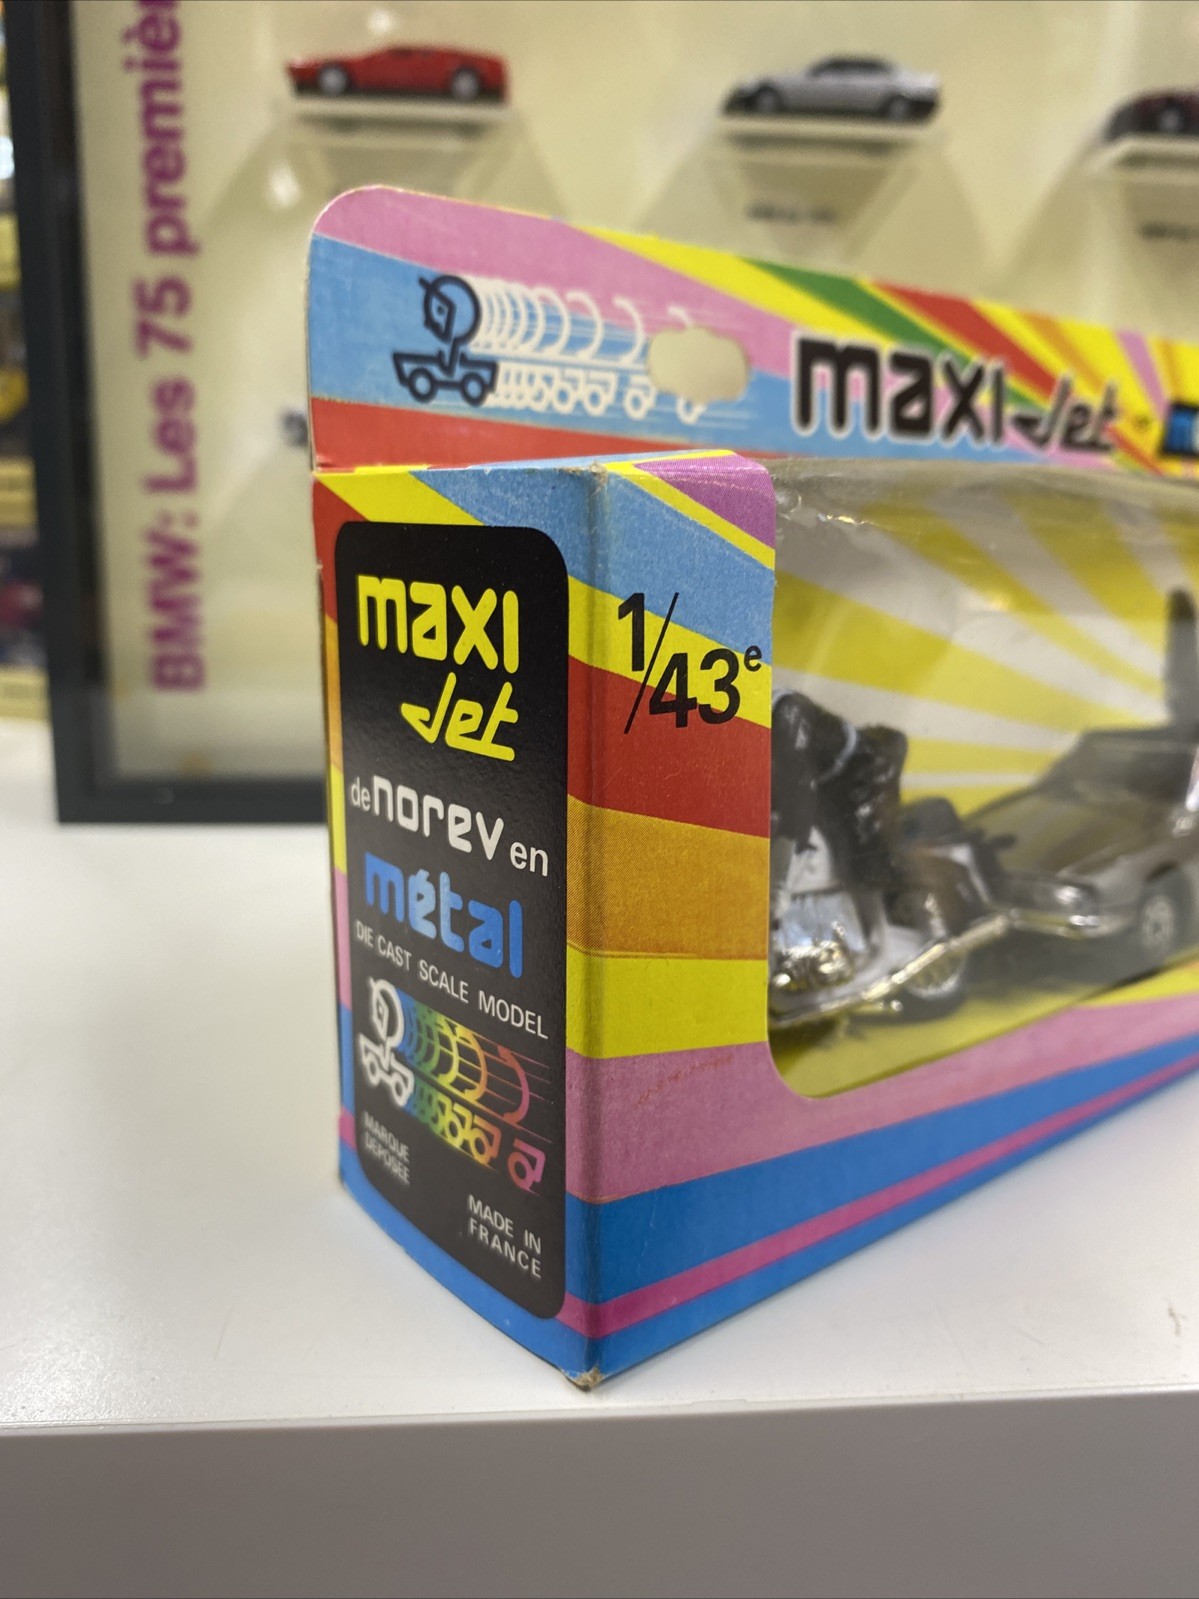 BMW: Les 75 premièr
maxi-Jet
maxi
Jet
de norev en
métal
DIE CAST SCALE MODEL
MARQUE
DEPOSEE
MADE IN
FRANCE
1/43e